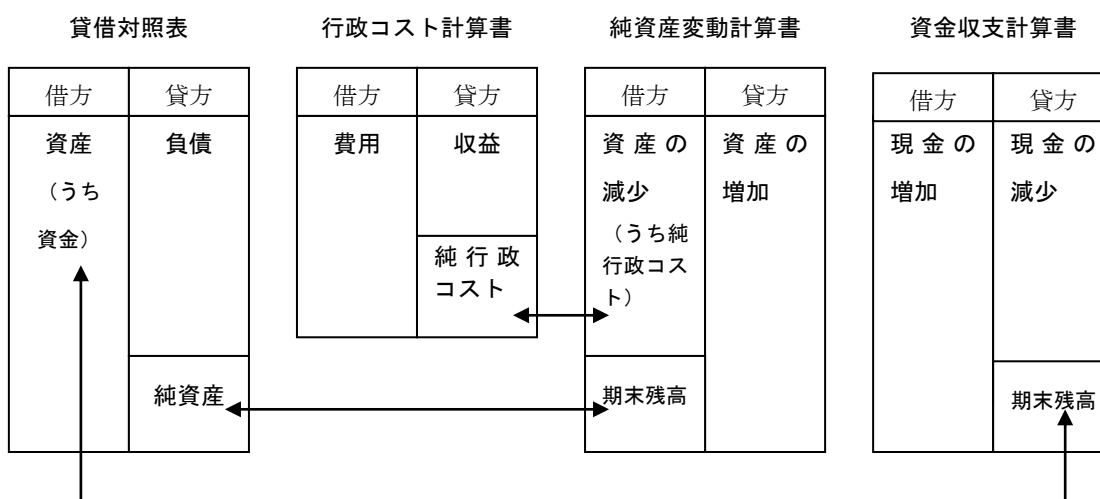 貸借対照表
借方 貸方
資産
（うち
資金）
負債
純資産
行政コスト計算書
借方 貸方
費用
収益
純行政
コスト
純資産変動計算書
借方 貸方
資産の
減少
（うち純
行政コス
ト）
資産の
増加
期末残高
資金収支計算書
借方 貸方
現金の
増加
現金の
減少
期末残高